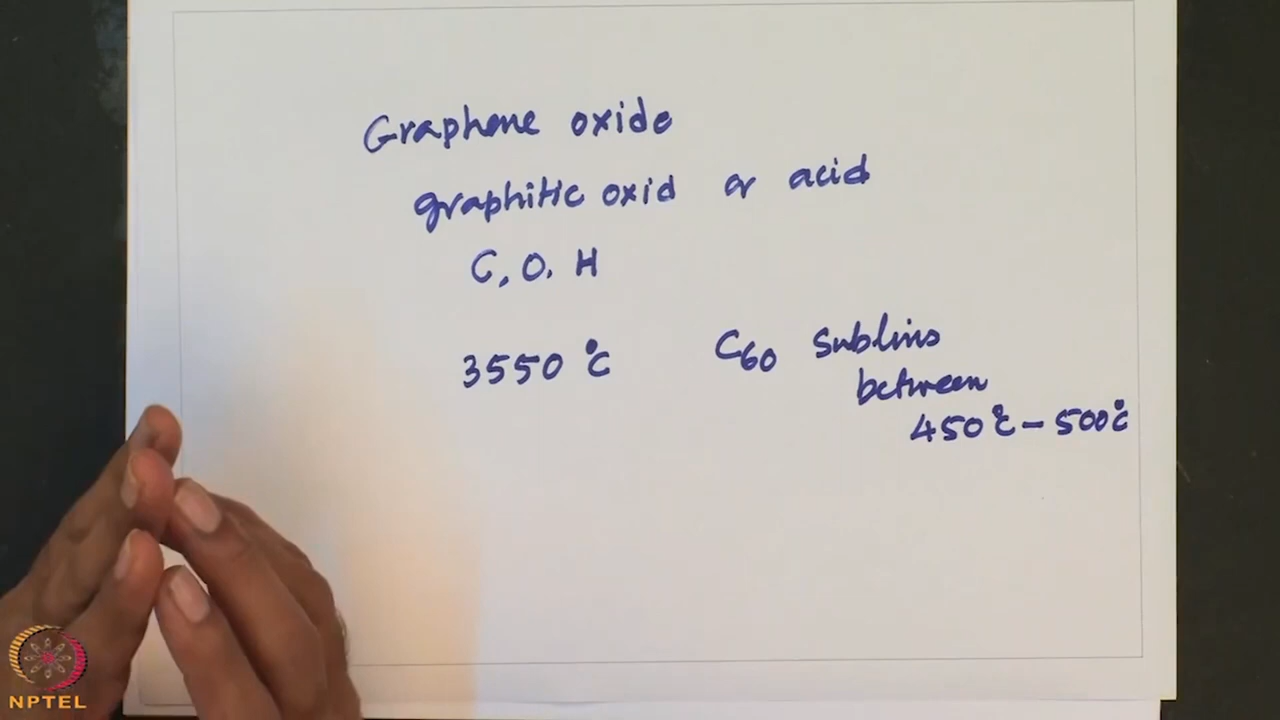 Graphene oxide
graphitic oxid or acid
C, O, H
3550 °C
C60 Sublims
between
450°C - 500°C
NPTEL